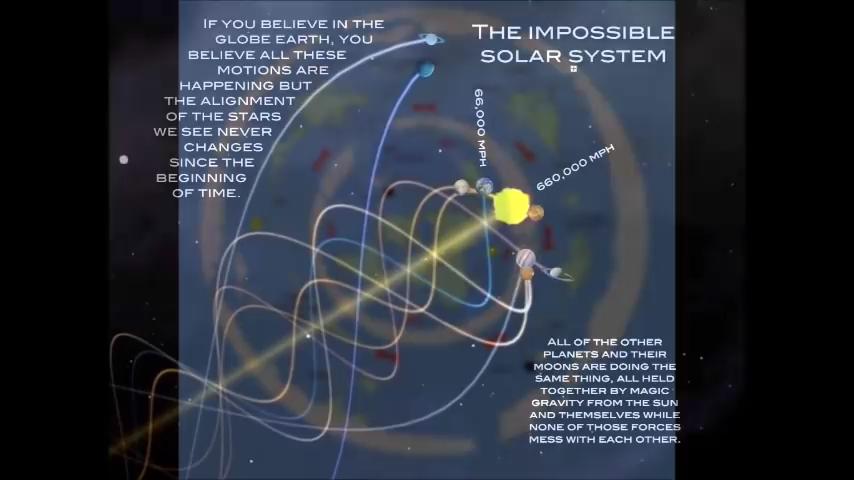 IF YOU BELIEVE IN THE
GLOBE EARTH, YOU
BELIEVE ALL THESE
MOTIONS ARE
HAPPENING BUT
THE ALIGNMENT
OF THE STARS
WE SEE NEVER
CHANGES
SINCE THE
BEGINNING
OF TIME.
THE IMPOSSIBLE
SOLAR SYSTEM
66,000 MPH
660,000 MPH
ALL OF THE OTHER
PLANETS AND THEIR
MOONS ARE DOING THE
SAME THING, ALL HELD
TOGETHER BY MAGIC
GRAVITY FROM THE SUN
AND THEMSELVES WHILE
NONE OF THOSE FORCES
MESS WITH EACH OTHER.